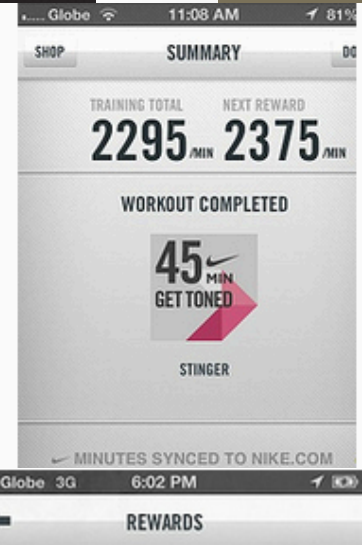 ..... Globe 11:08 AM 81%
SHOP SUMMARY DO
TRAINING TOTAL NEXT REWARD
2295/MIN 2375/MIN
WORKOUT COMPLETED
45 MIN
GET TONED
STINGER
MINUTES SYNCED TO NIKE.COM
Globe 3G 6:02 PM
REWARDS